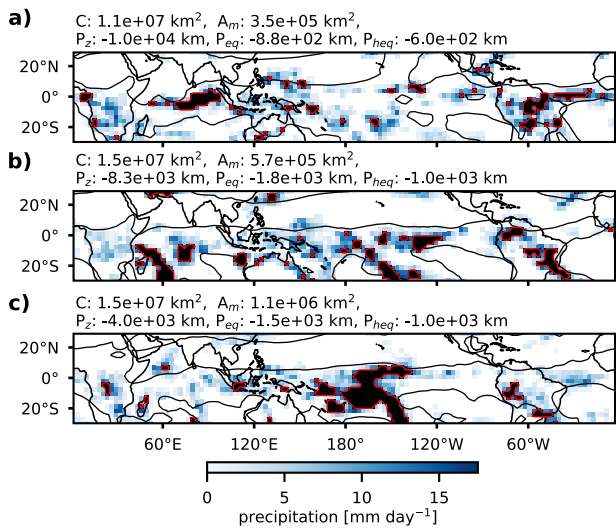 a) C: 1.1e+07 km², Aₘ: 3.5e+05 km²,
P_z: -1.0e+04 km, P_eq: -8.8e+02 km, P_heq: -6.0e+02 km
20°N
0°
20°S
b) C: 1.5e+07 km², Aₘ: 5.7e+05 km²,
P_z: -8.3e+03 km, P_eq: -1.8e+03 km, P_heq: -1.0e+03 km
20°N
0°
20°S
c) C: 1.5e+07 km², Aₘ: 1.1e+06 km²,
P_z: -4.0e+03 km, P_eq: -1.5e+03 km, P_heq: -1.0e+03 km
20°N
0°
20°S
60°E 120°E 180° 120°W 60°W
0 5 10 15
precipitation [mm day⁻¹]